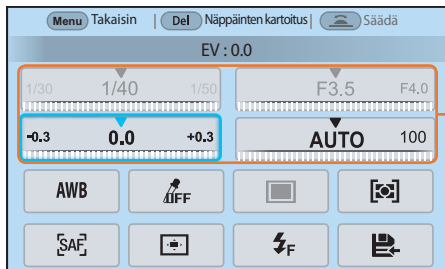 Menu Takaisin | Del Näppäinten kartoitus | Säädä
EV : 0.0
1/30 1/40 1/50 F3.5 F4.0
-0.3 0.0 +0.3 AUTO 100
AWB OFF
SAF F